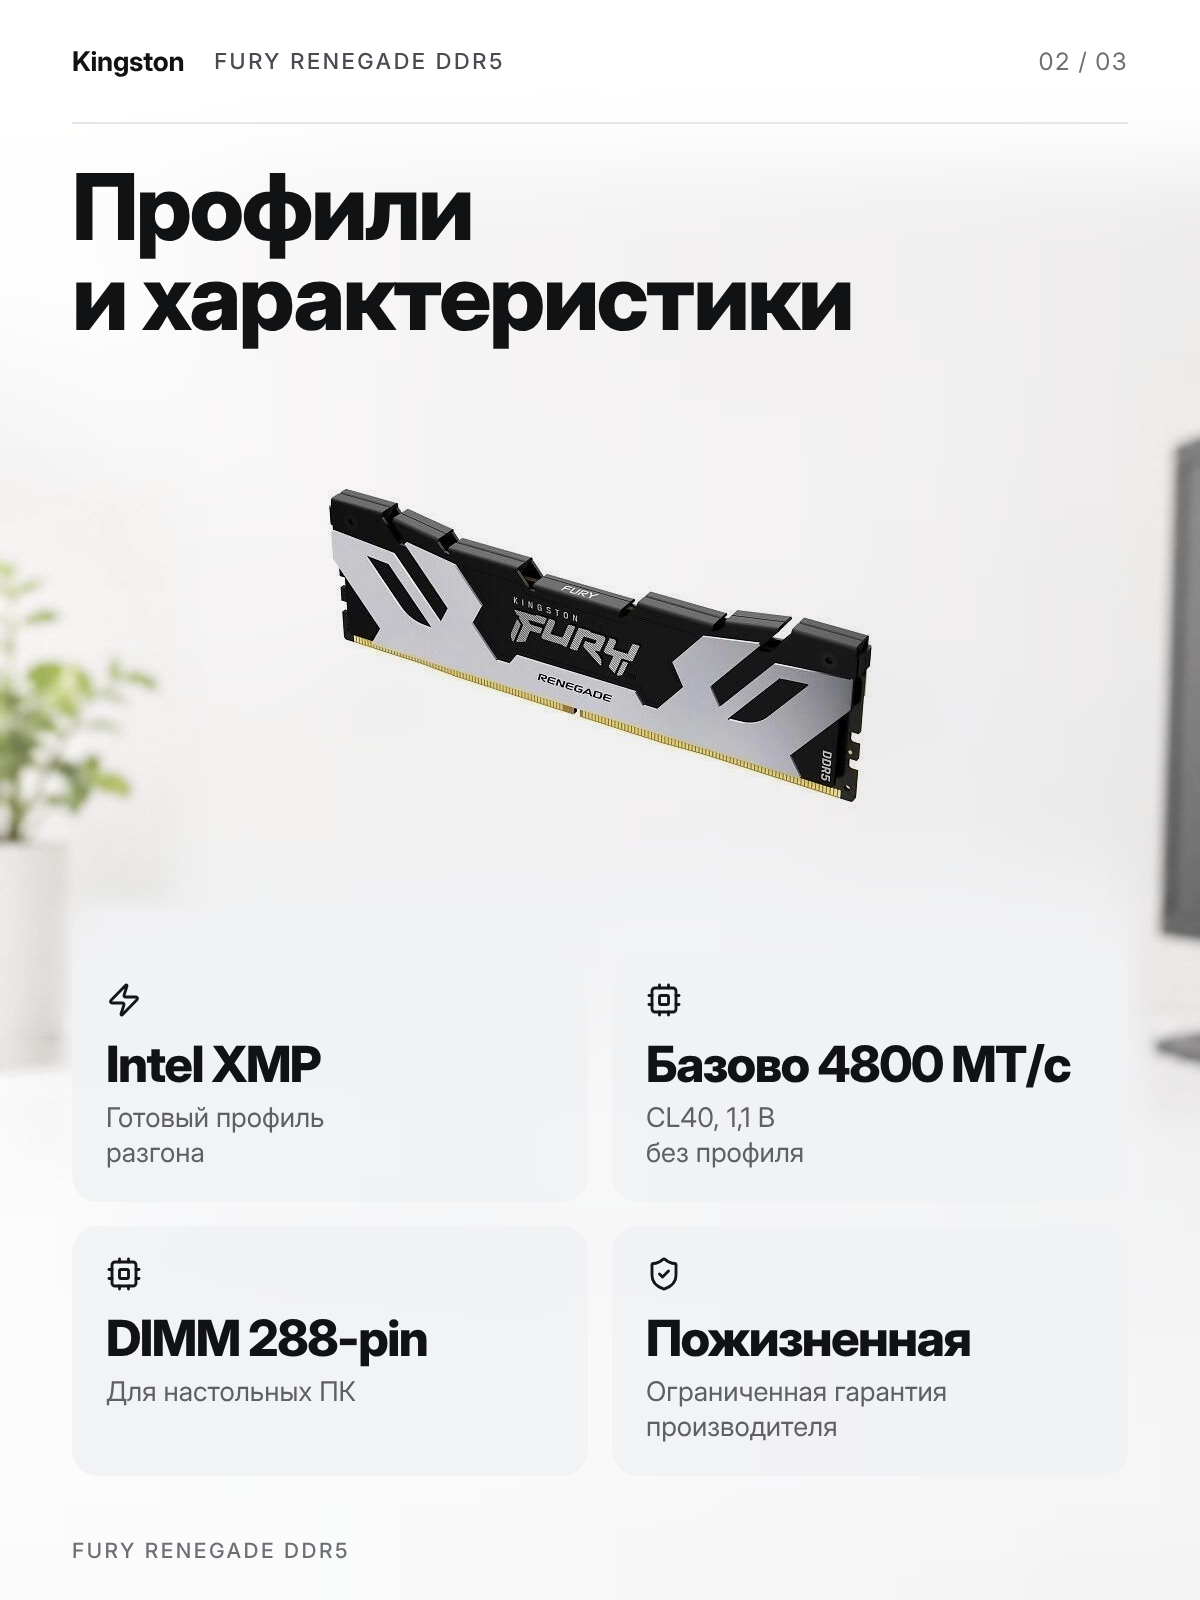 Kingston FURY RENEGADE DDR5 02 / 03
Профили
и характеристики
FURY
KINGSTON
FURY
RENEGADE
DDR5
Intel XMP
Готовый профиль
разгона
Базово 4800 МТ/с
CL40, 1,1 В
без профиля
DIMM 288-pin
Для настольных ПК
Пожизненная
Ограниченная гарантия
производителя
FURY RENEGADE DDR5